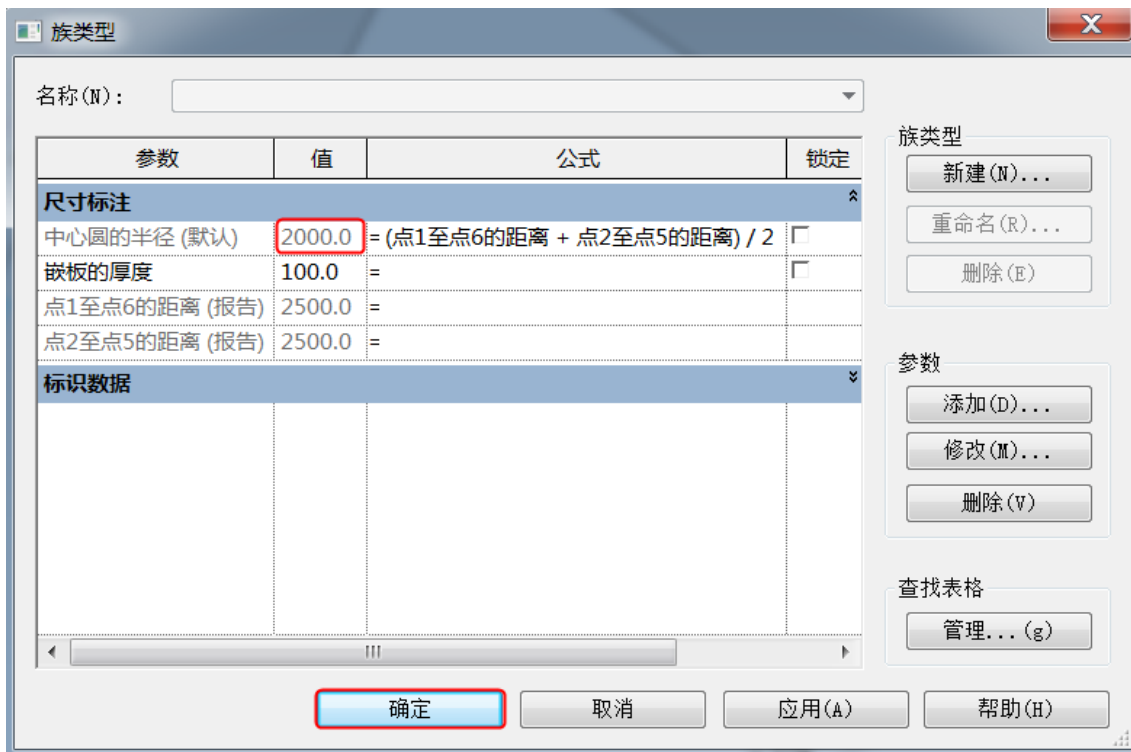 族类型
名称(N):
参数 值 公式 锁定
尺寸标注
中心圆的半径 (默认) 2000.0 = (点1至点6的距离 + 点2至点5的距离) / 2
嵌板的厚度 100.0 =
点1至点6的距离 (报告) 2500.0 =
点2至点5的距离 (报告) 2500.0 =
标识数据
族类型
新建(N)...
重命名(R)...
删除(E)
参数
添加(D)...
修改(M)...
删除(V)
查找表格
管理...(g)
确定 取消 应用(A) 帮助(H)